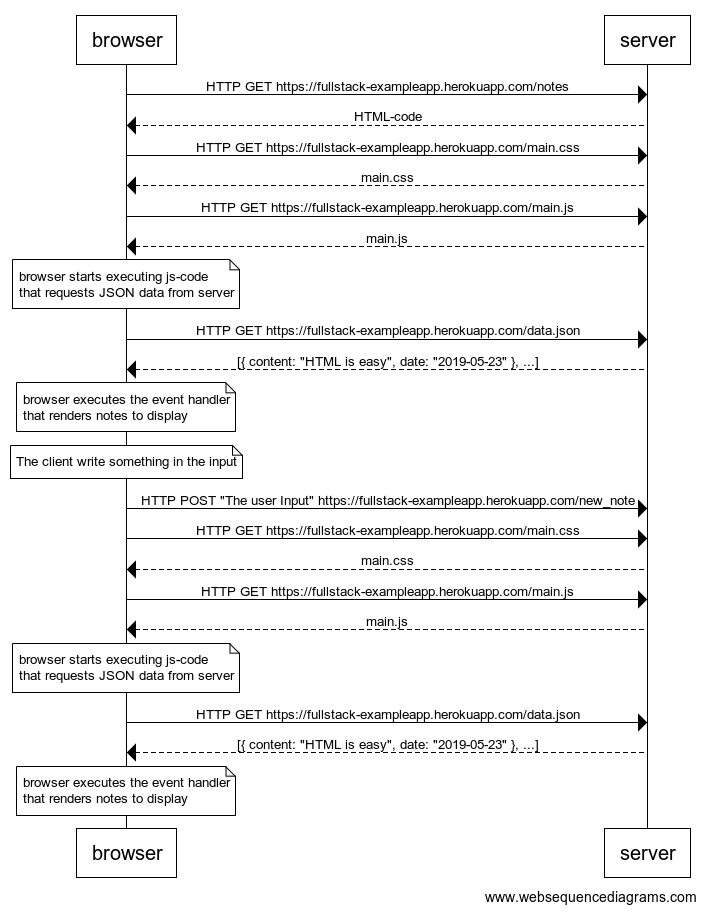 browser
server
HTTP GET https://fullstack-exampleapp.herokuapp.com/notes
HTML-code
HTTP GET https://fullstack-exampleapp.herokuapp.com/main.css
main.css
HTTP GET https://fullstack-exampleapp.herokuapp.com/main.js
main.js
browser starts executing js-code
that requests JSON data from server
HTTP GET https://fullstack-exampleapp.herokuapp.com/data.json
[{ content: "HTML is easy", date: "2019-05-23" }, ...]
browser executes the event handler
that renders notes to display
The client write something in the input
HTTP POST "The user Input" https://fullstack-exampleapp.herokuapp.com/new_note
HTTP GET https://fullstack-exampleapp.herokuapp.com/main.css
main.css
HTTP GET https://fullstack-exampleapp.herokuapp.com/main.js
main.js
browser starts executing js-code
that requests JSON data from server
HTTP GET https://fullstack-exampleapp.herokuapp.com/data.json
[{ content: "HTML is easy", date: "2019-05-23" }, ...]
browser executes the event handler
that renders notes to display
browser
server
www.websequencediagrams.com